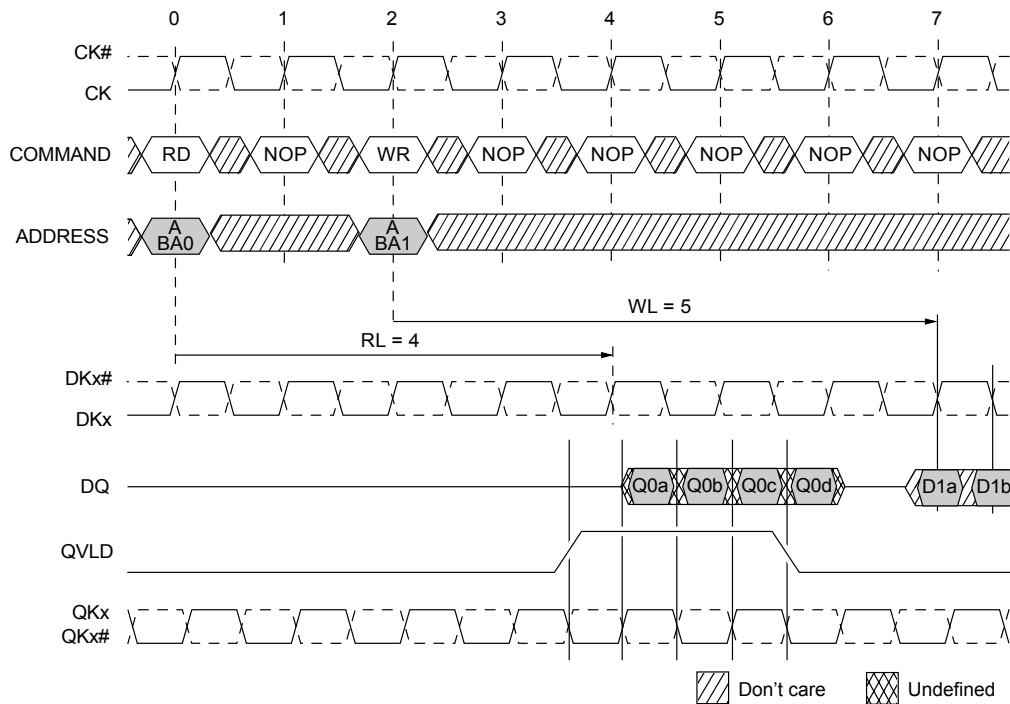 0 1 2 3 4 5 6 7
CK#
CK
COMMAND RD NOP WR NOP NOP NOP NOP NOP
ADDRESS A BA0 A BA1
WL = 5
RL = 4
DKx#
DKx
DQ Q0a Q0b Q0c Q0d D1a D1b
QVLD
QKx
QKx#
Don't care Undefined